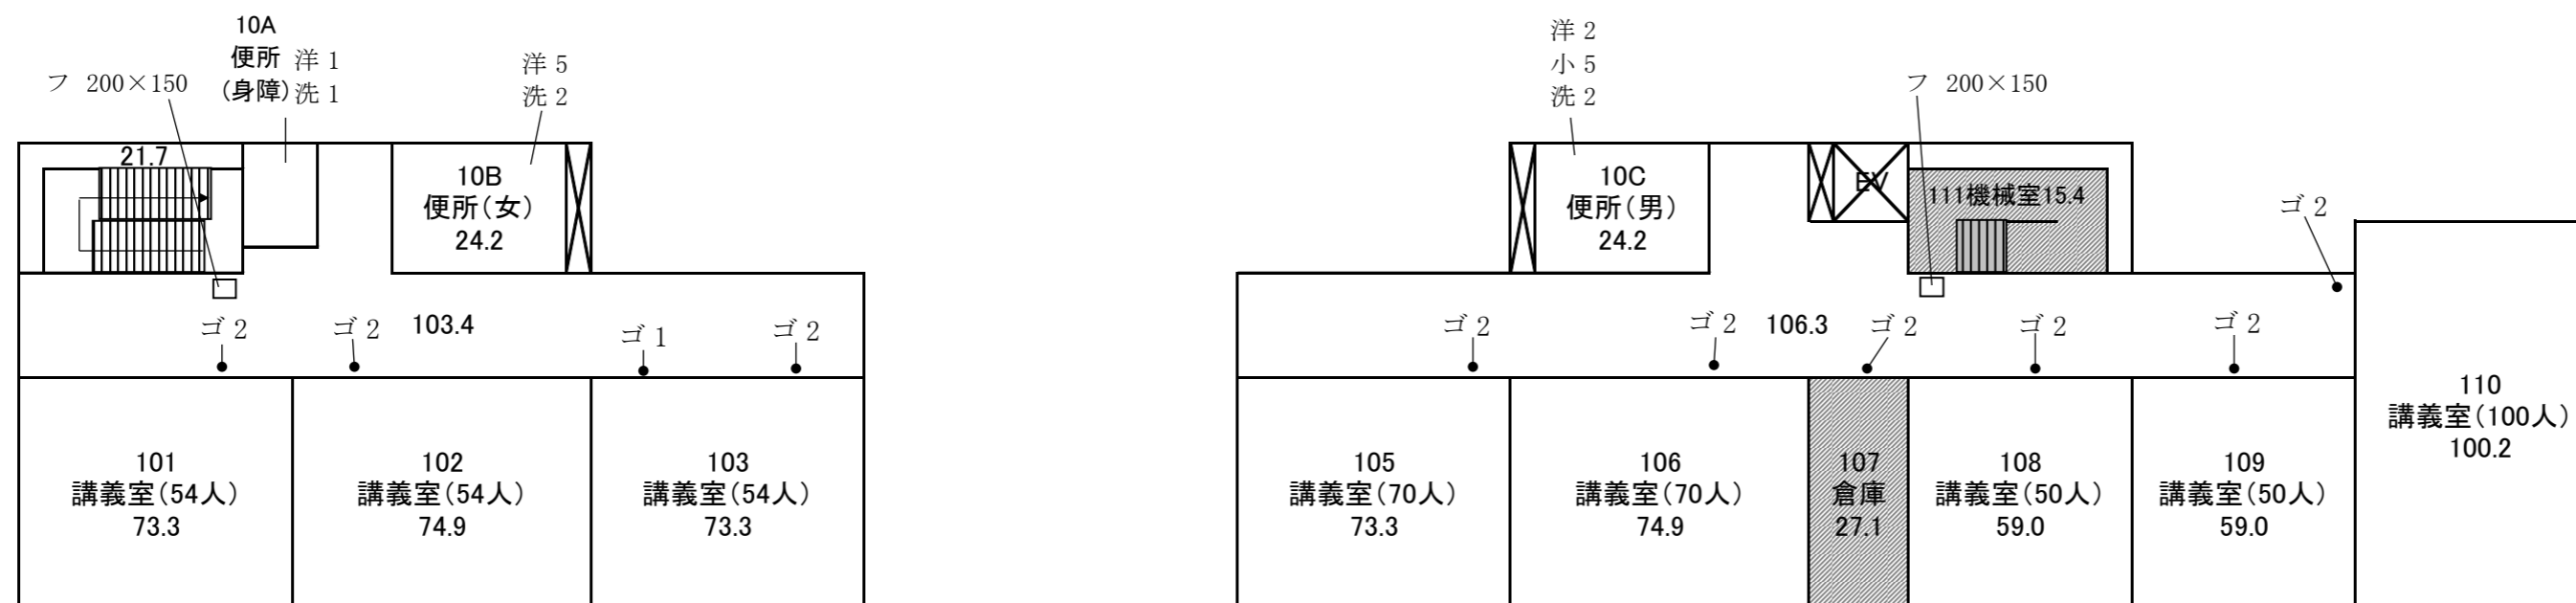 10A
便所
(身障)
洋 1
洗 1
フ 200×150
洋 5
洗 2
21.7
10B
便所(女)
24.2
ゴ 2
ゴ 2
103.4
ゴ 1
ゴ 2
101
講義室(54人)
73.3
102
講義室(54人)
74.9
103
講義室(54人)
73.3
洋 2
小 5
洗 2
フ 200×150
10C
便所(男)
24.2
EV
111機械室15.4
ゴ 2
ゴ 2
ゴ 2
106.3
ゴ 2
ゴ 2
ゴ 2
105
講義室(70人)
73.3
106
講義室(70人)
74.9
107
倉庫
27.1
108
講義室(50人)
59.0
109
講義室(50人)
59.0
110
講義室(100人)
100.2